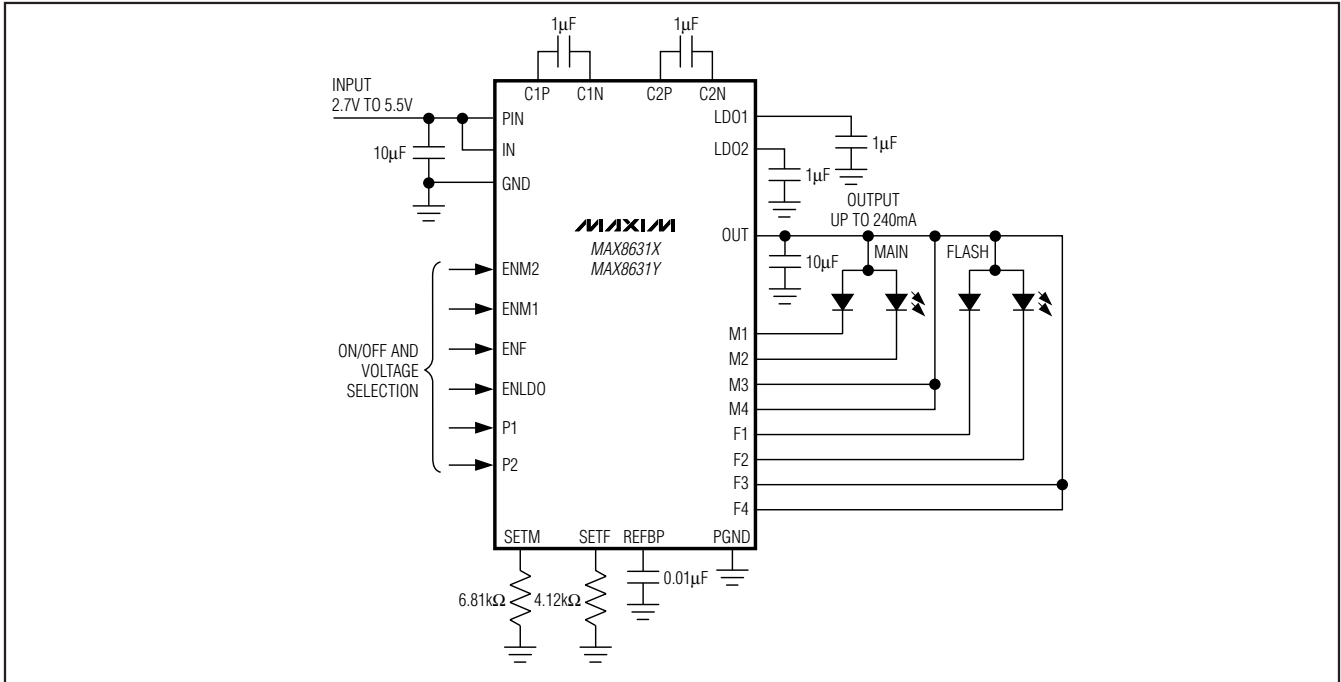 1µF
1µF
INPUT
2.7V TO 5.5V
C1P
C1N
C2P
C2N
PIN
LDO1
10µF
IN
LDO2
1µF
GND
1µF
OUTPUT
UP TO 240mA
MAXIM
MAX8631X
MAX8631Y
OUT
MAIN
FLASH
10µF
ENM2
ENM1
ENF
ENLDO
P1
P2
ON/OFF AND
VOLTAGE
SELECTION
M1
M2
M3
M4
F1
F2
F3
F4
SETM
SETF
REFBP
PGND
6.81kΩ
4.12kΩ
0.01µF